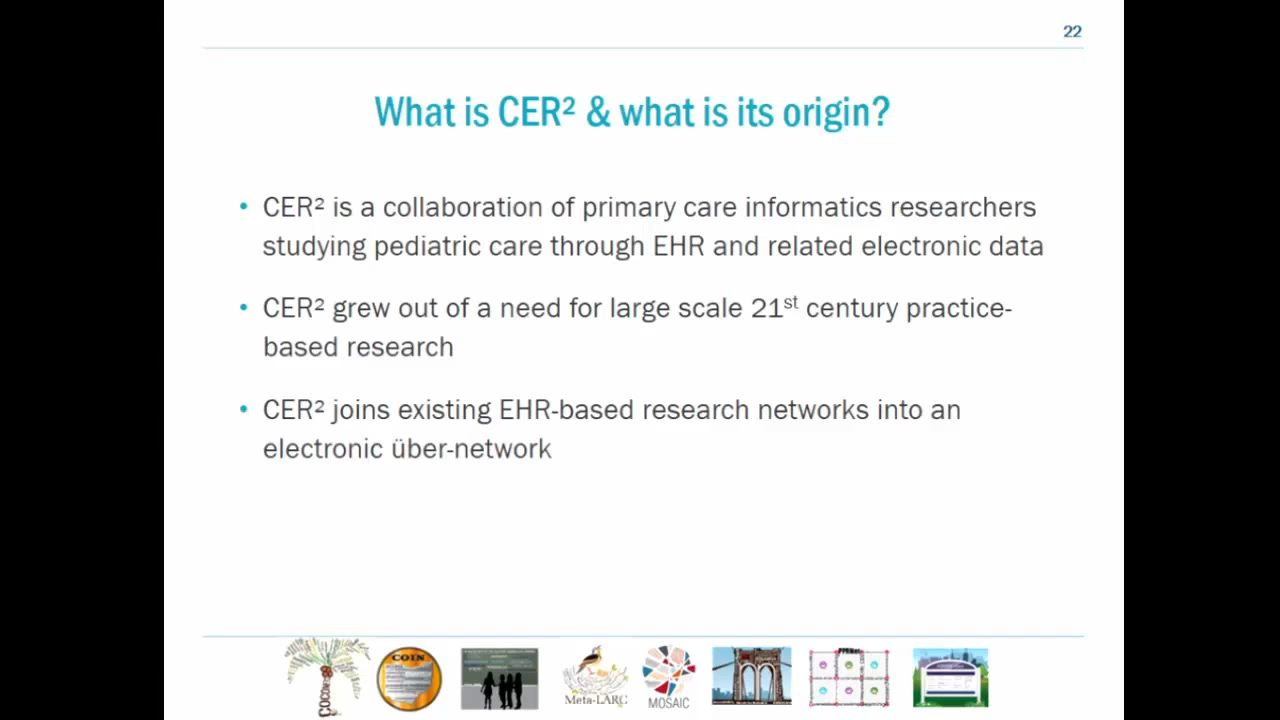 22
What is CER² & what is its origin?
• CER² is a collaboration of primary care informatics researchers
studying pediatric care through EHR and related electronic data
• CER² grew out of a need for large scale 21st century practice-
based research
• CER² joins existing EHR-based research networks into an
electronic über-network
COIN
Meta-LARC
MOSAIC